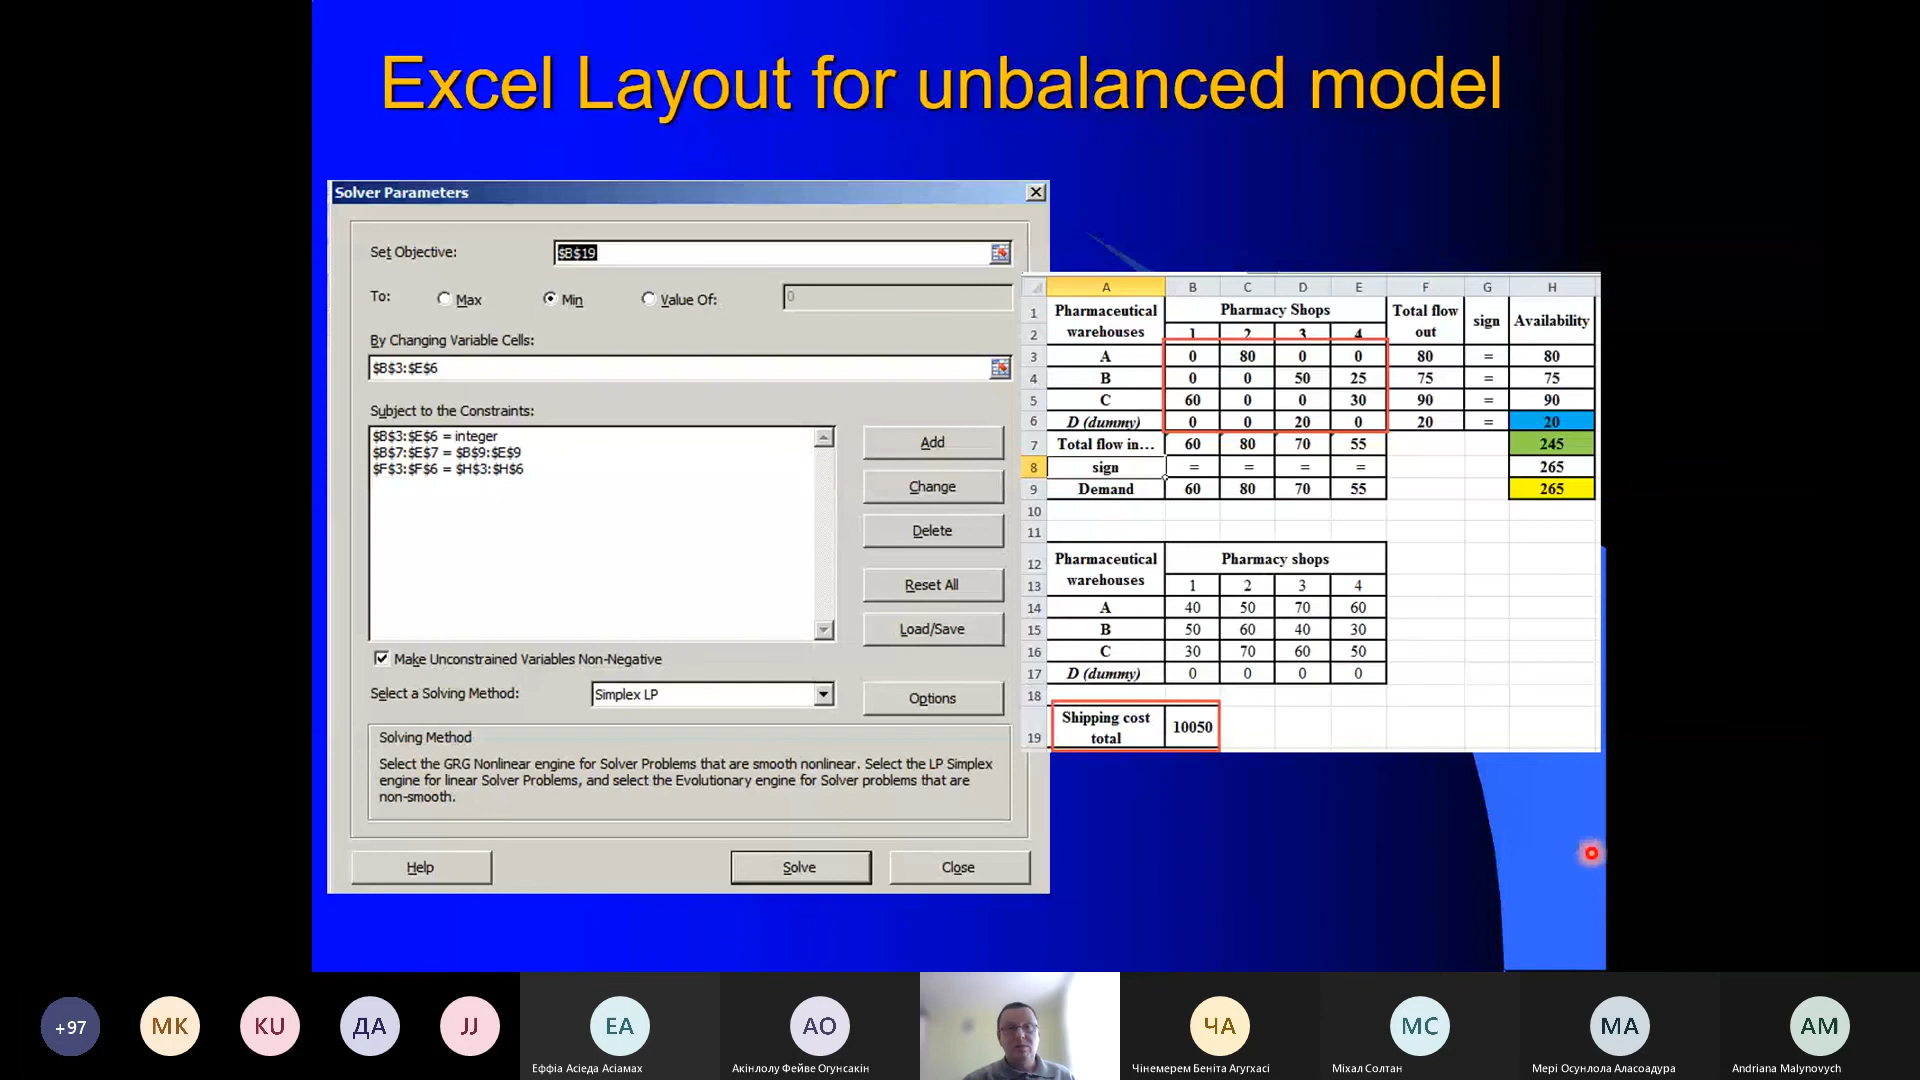 Excel Layout for unbalanced model
Solver Parameters
Set Objective:
$B$19
To:
Max
Min
Value Of:
0
By Changing Variable Cells:
$B$3:$E$6
Subject to the Constraints:
$B$3:$E$6 = integer
$B$7:$E$7 = $B$9:$E$9
$F$3:$F$6 = $H$3:$H$6
Add
Change
Delete
Reset All
Load/Save
Make Unconstrained Variables Non-Negative
Select a Solving Method:
Simplex LP
Options
Solving Method
Select the GRG Nonlinear engine for Solver Problems that are smooth nonlinear. Select the LP Simplex
engine for linear Solver Problems, and select the Evolutionary engine for Solver problems that are
non-smooth.
Help
Solve
Close
A B C D E F G H
1 Pharmaceutical Pharmacy Shops Total flow sign Availability
2 warehouses 1 2 3 4 out
3 A 0 80 0 0 80 = 80
4 B 0 0 50 25 75 = 75
5 C 60 0 0 30 90 = 90
6 D (dummy) 0 0 20 0 20 = 20
7 Total flow in... 60 80 70 55 245
8 sign = = = = 265
9 Demand 60 80 70 55 265
10
11
12 Pharmaceutical Pharmacy shops
13 warehouses 1 2 3 4
14 A 40 50 70 60
15 B 50 60 40 30
16 C 30 70 60 50
17 D (dummy) 0 0 0 0
18
Shipping cost
19 total 10050
+97
МК
KU
ДА
JJ
ЕА
АО
ЧА
МС
МА
AM
Еффіа Асіеда Асіамах
Акінлолу Фейве Огунсакін
Чінемерем Беніта Агугхасі
Міхал Солтан
Мері Осунлола Аласоадура
Andriana Malynovych